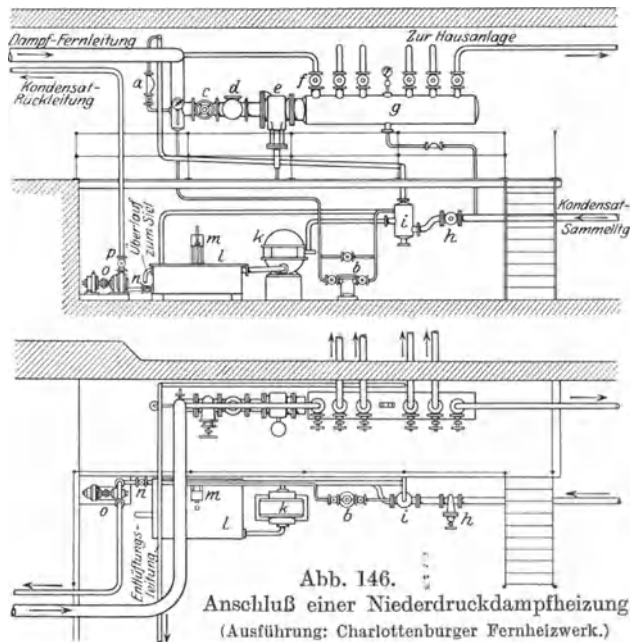 Dampf-Fernleitung
Zur Hausanlage
Kondensat-
Rückleitung
a
c
d
e
f
g
Überlauf
zum Siel
Kondensat-
Sammelltg
m
k
i
h
l
b
p
o
n
n
m
l
k
b
i
h
o
Entlüftungs-
leitung
Abb. 146.
Anschluß einer Niederdruckdampfheizung
(Ausführung: Charlottenburger Fernheizwerk.)